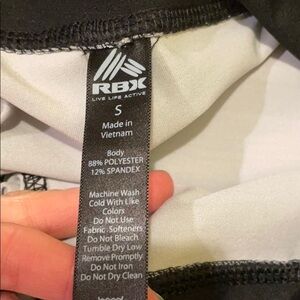 RBX
LIVE LIFE ACTIVE
S
Made in
Vietnam
Body
88% POLYESTER
12% SPANDEX
Machine Wash
Cold With Like
Colors
Do Not Use
Fabric Softeners
Do Not Bleach
Tumble Dry Low
Remove Promptly
Do Not Iron
Do Not Dry Clean